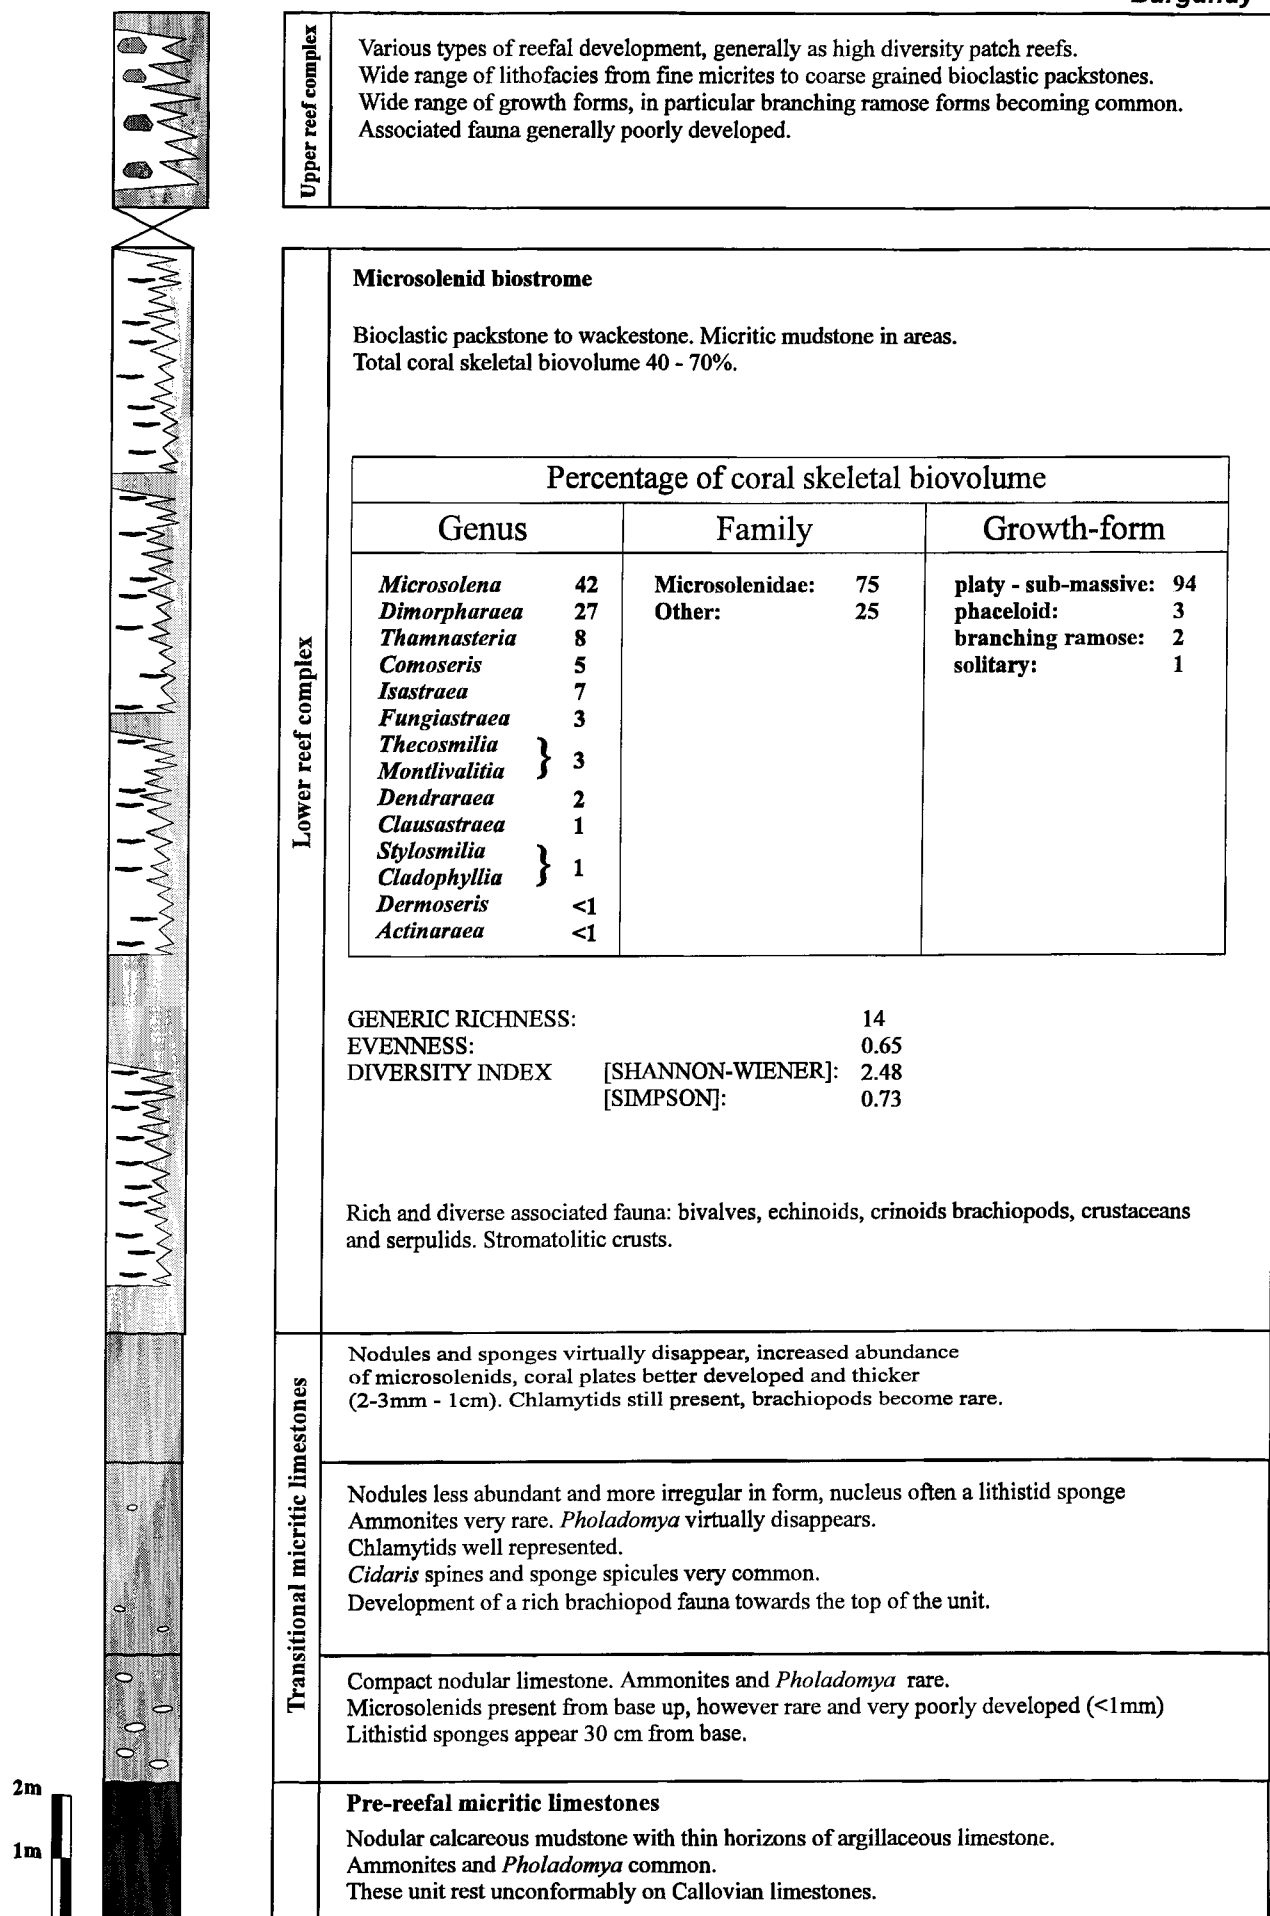 Burgundy
Upper reef complex
Various types of reefal development, generally as high diversity patch reefs.
Wide range of lithofacies from fine micrites to coarse grained bioclastic packstones.
Wide range of growth forms, in particular branching ramose forms becoming common.
Associated fauna generally poorly developed.
Lower reef complex
Microsolenid biostrome
Bioclastic packstone to wackestone. Micritic mudstone in areas.
Total coral skeletal biovolume 40 - 70%.
Percentage of coral skeletal biovolume
Genus Family Growth-form
Microsolena 42 Microsolenidae: 75 platy - sub-massive: 94
Dimorpharaea 27 Other: 25 phaceloid: 3
Thamnasteria 8 branching ramose: 2
Comoseris 5 solitary: 1
Isastraea 7
Fungiastraea 3
Thecosmilia
Montlivalitia } 3
Dendraraea 2
Clausastraea 1
Stylosmilia
Cladophyllia } 1
Dermoseris <1
Actinaraea <1
GENERIC RICHNESS: 14
EVENNESS: 0.65
DIVERSITY INDEX [SHANNON-WIENER]: 2.48
[SIMPSON]: 0.73
Rich and diverse associated fauna: bivalves, echinoids, crinoids brachiopods, crustaceans
and serpulids. Stromatolitic crusts.
Transitional micritic limestones
Nodules and sponges virtually disappear, increased abundance
of microsolenids, coral plates better developed and thicker
(2-3mm - 1cm). Chlamytids still present, brachiopods become rare.
Nodules less abundant and more irregular in form, nucleus often a lithistid sponge
Ammonites very rare. Pholadomya virtually disappears.
Chlamytids well represented.
Cidaris spines and sponge spicules very common.
Development of a rich brachiopod fauna towards the top of the unit.
Compact nodular limestone. Ammonites and Pholadomya rare.
Microsolenids present from base up, however rare and very poorly developed (<1mm)
Lithistid sponges appear 30 cm from base.
2m
1m
Pre-reefal micritic limestones
Nodular calcareous mudstone with thin horizons of argillaceous limestone.
Ammonites and Pholadomya common.
These unit rest unconformably on Callovian limestones.